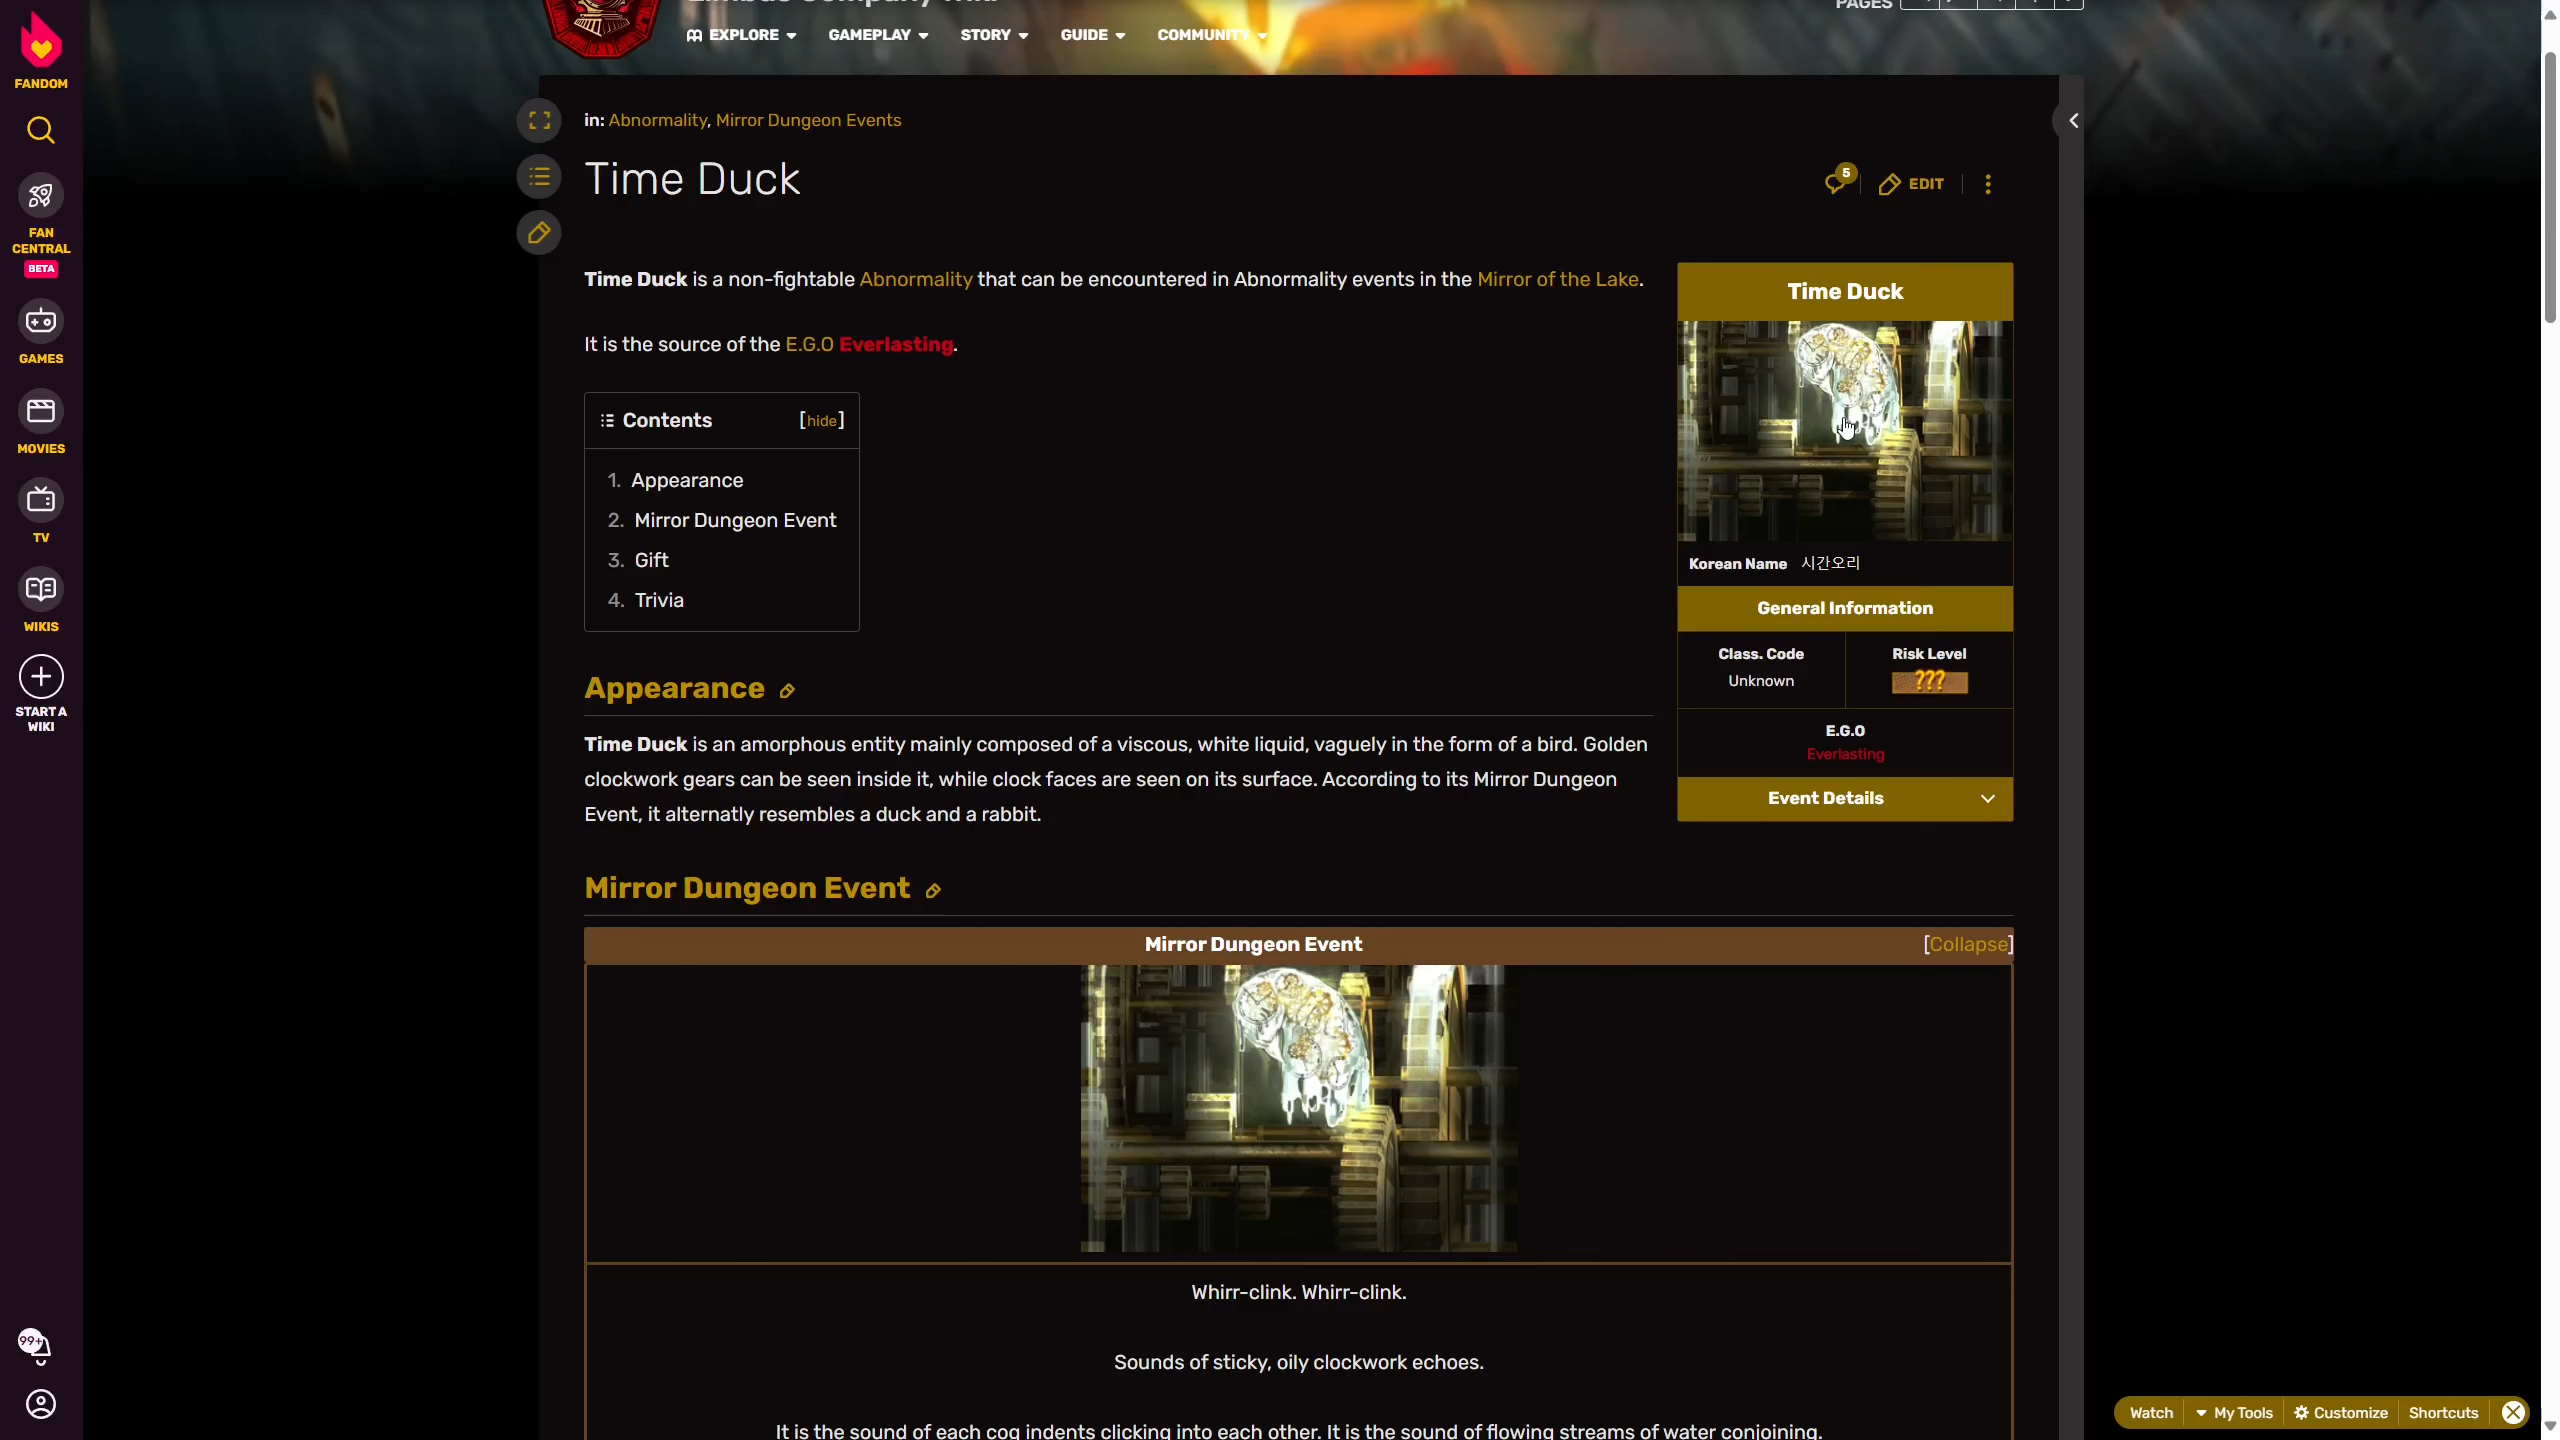 FANDOM
FAN CENTRAL
BETA
GAMES
MOVIES
TV
WIKIS
START A WIKI
99+
EXPLORE
GAMEPLAY
STORY
GUIDE
COMMUNITY
PAGES
in: Abnormality, Mirror Dungeon Events
Time Duck
5
EDIT
Time Duck is a non-fightable Abnormality that can be encountered in Abnormality events in the Mirror of the Lake.
It is the source of the E.G.O Everlasting.
Contents [hide]
1. Appearance
2. Mirror Dungeon Event
3. Gift
4. Trivia
Time Duck
Korean Name 시간오리
General Information
Class. Code
Unknown
Risk Level
???
E.G.O
Everlasting
Event Details
Appearance
Time Duck is an amorphous entity mainly composed of a viscous, white liquid, vaguely in the form of a bird. Golden
clockwork gears can be seen inside it, while clock faces are seen on its surface. According to its Mirror Dungeon
Event, it alternatly resembles a duck and a rabbit.
Mirror Dungeon Event
Mirror Dungeon Event [Collapse]
Whirr-clink. Whirr-clink.
Sounds of sticky, oily clockwork echoes.
It is the sound of each cog indents clicking into each other. It is the sound of flowing streams of water conjoining.
Watch
My Tools
Customize
Shortcuts